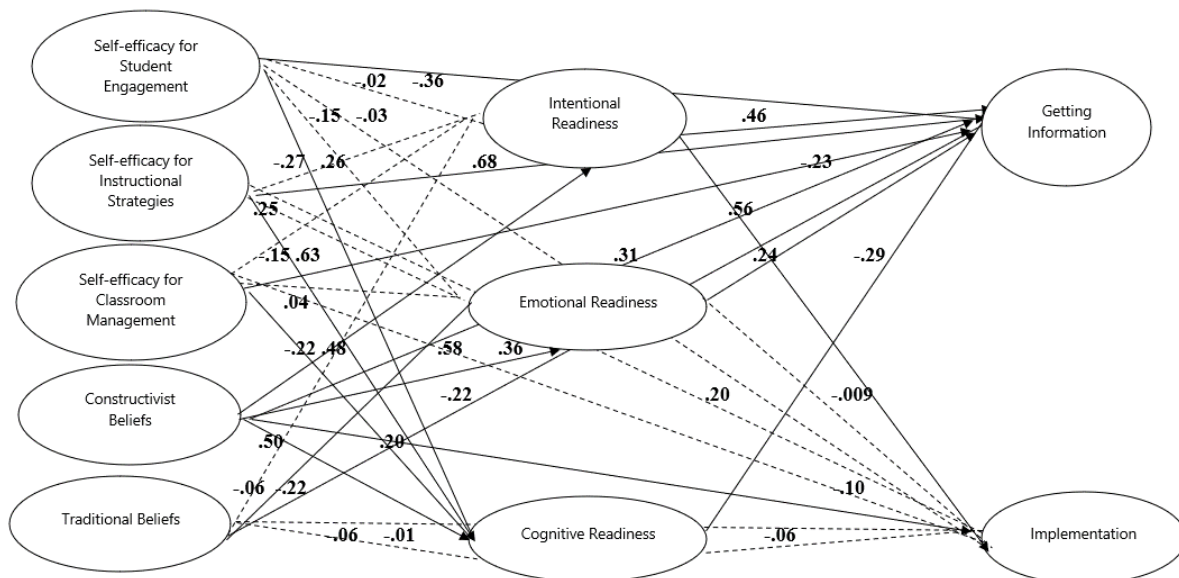 Self-efficacy for
Student
Engagement
Intentional
Readiness
Getting
Information
-.02 -.36
.46
-.15 -.03
Self-efficacy for
Instructional
Strategies
-.27 .26
.68
-.23
.25
.56
-.15 .63
.31
.24
-.29
Self-efficacy for
Classroom
Management
Emotional Readiness
.04
-.22 .48
.58
.36
Constructivist
Beliefs
-.22
.20
-.009
.50
.20
-.06 -.22
-.10
Traditional Beliefs
-.06 -.01
Cognitive Readiness
-.06
Implementation